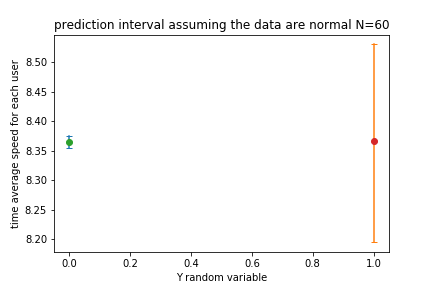 prediction interval assuming the data are normal N=60
time average speed for each user
8.50
8.45
8.40
8.35
8.30
8.25
8.20
0.0 0.2 0.4 0.6 0.8 1.0
Y random variable